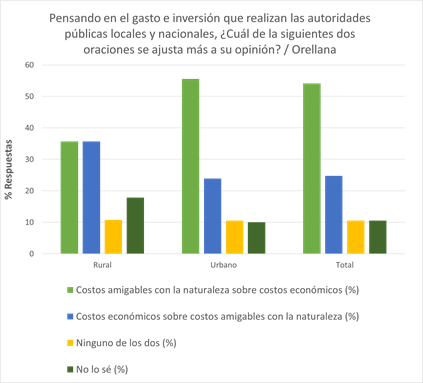 Pensando en el gasto e inversión que realizan las autoridades
públicas locales y nacionales, ¿Cuál de la siguientes dos
oraciones se ajusta más a su opinión? / Orellana
% Respuestas
60
50
40
30
20
10
0
Rural
Urbano
Total
Costos amigables con la naturaleza sobre costos económicos (%)
Costos económicos sobre costos amigables con la naturaleza (%)
Ninguno de los dos (%)
No lo sé (%)